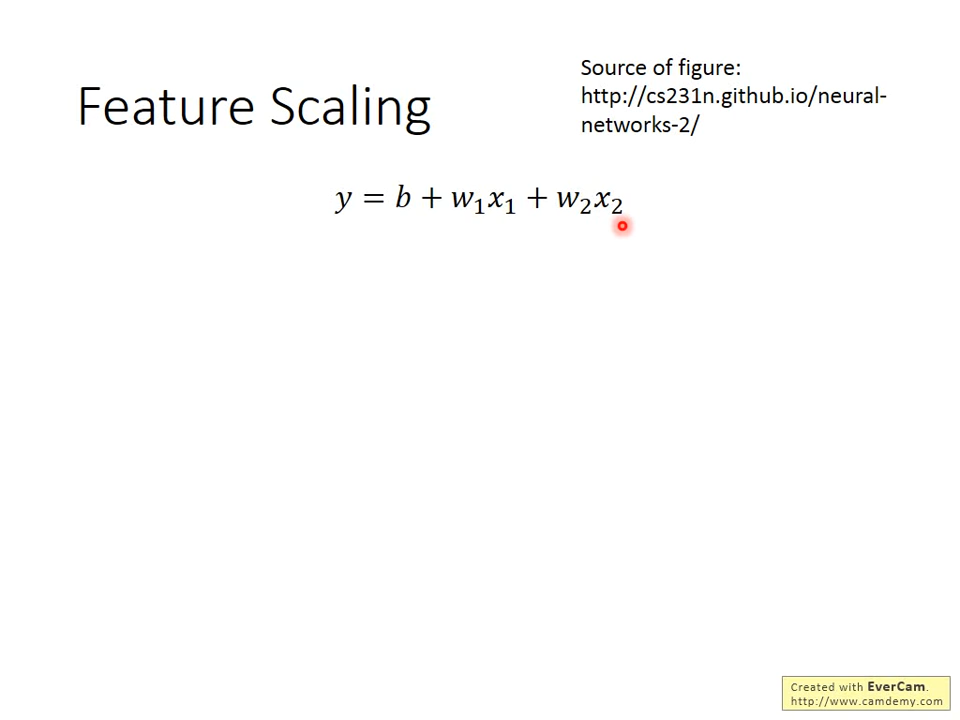 Feature Scaling
Source of figure:
http://cs231n.github.io/neural-
networks-2/
y = b + w₁x₁ + w₂x₂
Created with EverCam.
http://www.camdemy.com